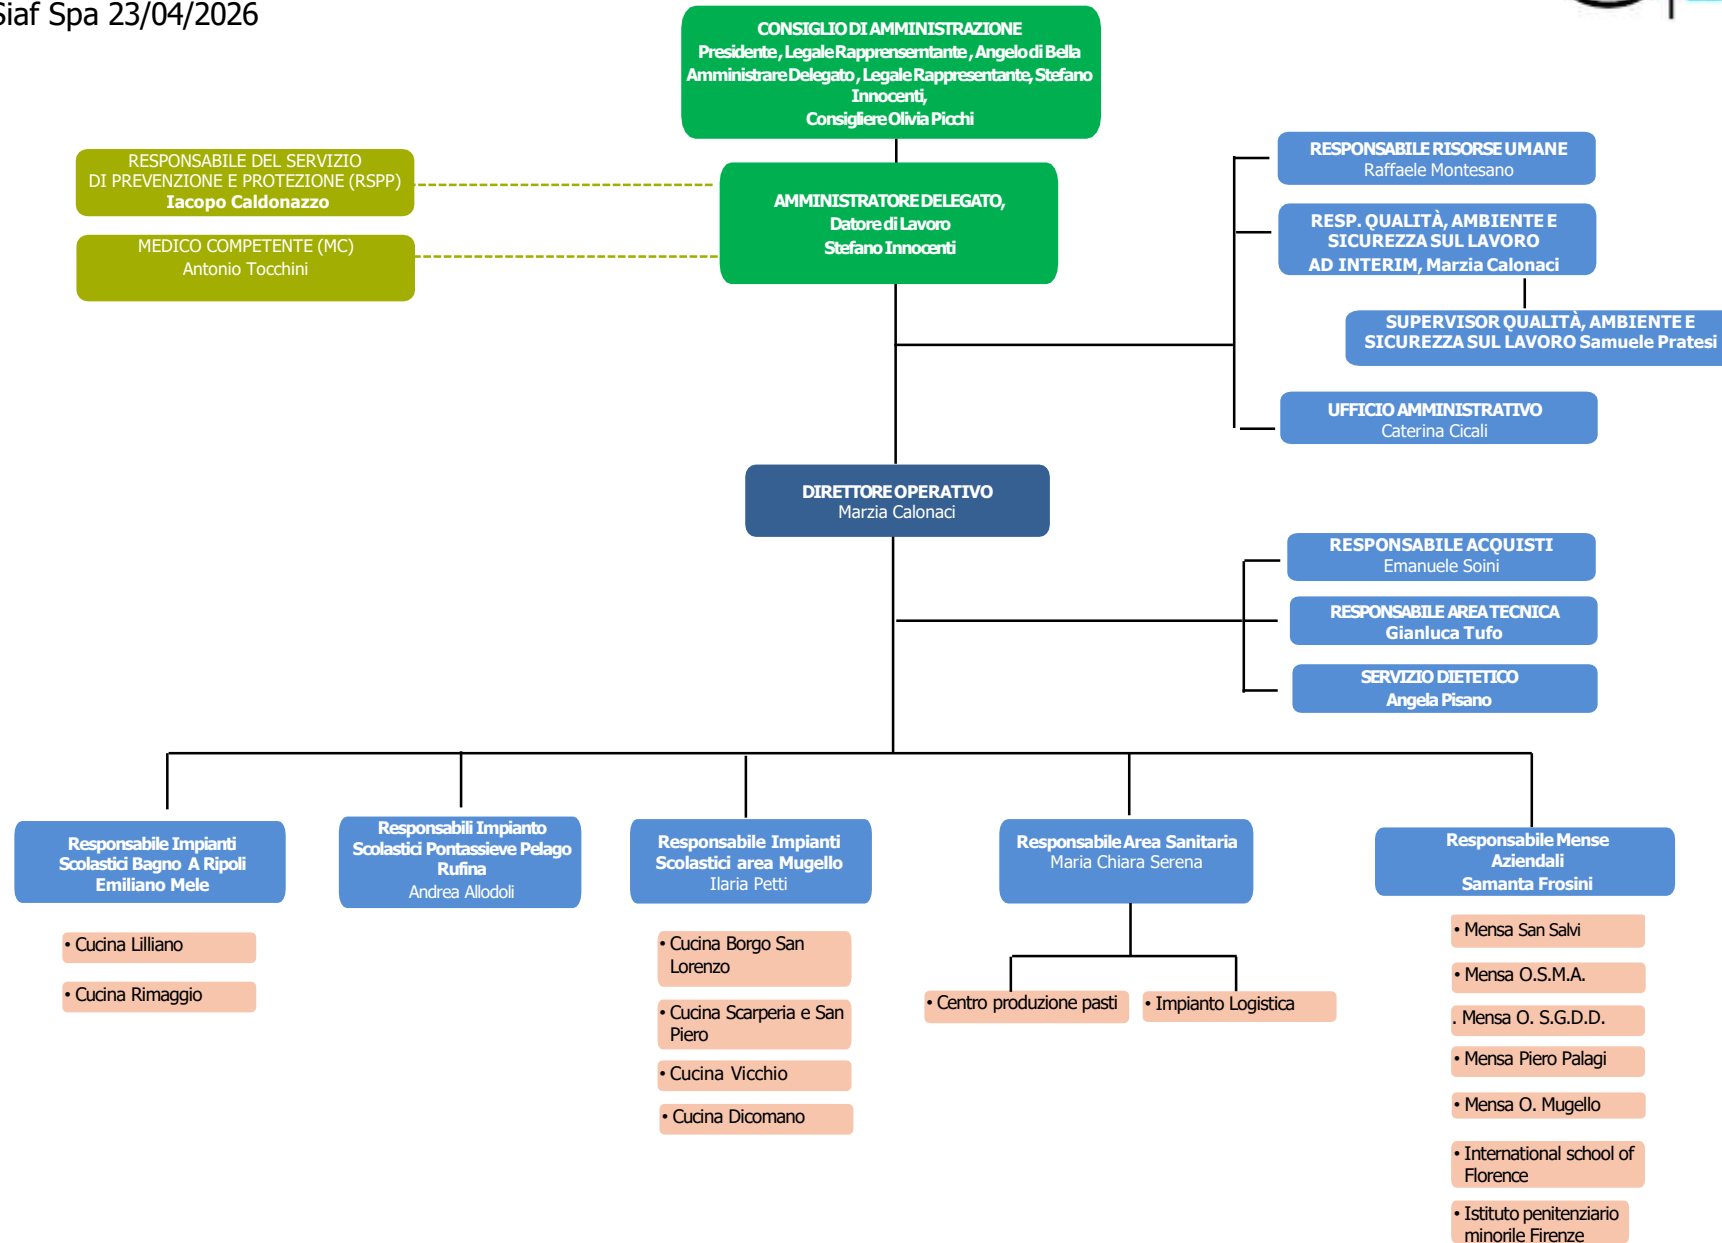 Siaf Spa 23/04/2026
CONSIGLIO DI AMMINISTRAZIONE
Presidente, Legale Rapprensemtante, Angelo di Bella
Amministrare Delegato, Legale Rappresentante, Stefano
Innocenti,
Consigliere Olivia Picchi
RESPONSABILE DEL SERVIZIO
DI PREVENZIONE E PROTEZIONE (RSPP)
Iacopo Caldonazzo
MEDICO COMPETENTE (MC)
Antonio Tocchini
AMMINISTRATORE DELEGATO,
Datore di Lavoro
Stefano Innocenti
RESPONSABILE RISORSE UMANE
Raffaele Montesano
RESP. QUALITÀ, AMBIENTE E
SICUREZZA SUL LAVORO
AD INTERIM, Marzia Calonaci
SUPERVISOR QUALITÀ, AMBIENTE E
SICUREZZA SUL LAVORO Samuele Pratesi
UFFICIO AMMINISTRATIVO
Caterina Cicali
DIRETTORE OPERATIVO
Marzia Calonaci
RESPONSABILE ACQUISTI
Emanuele Soini
RESPONSABILE AREA TECNICA
Gianluca Tufo
SERVIZIO DIETETICO
Angela Pisano
Responsabile Impianti
Scolastici Bagno A Ripoli
Emiliano Mele
• Cucina Lilliano
• Cucina Rimaggio
Responsabili Impianto
Scolastici Pontassieve Pelago
Rufina
Andrea Allodoli
Responsabile Impianti
Scolastici area Mugello
Ilaria Petti
• Cucina Borgo San
Lorenzo
• Cucina Scarperia e San
Piero
• Cucina Vicchio
• Cucina Dicomano
Responsabile Area Sanitaria
Maria Chiara Serena
• Centro produzione pasti
• Impianto Logistica
Responsabile Mense
Aziendali
Samanta Frosini
• Mensa San Salvi
• Mensa O.S.M.A.
. Mensa O. S.G.D.D.
• Mensa Piero Palagi
• Mensa O. Mugello
• International school of
Florence
• Istituto penitenziario
minorile Firenze